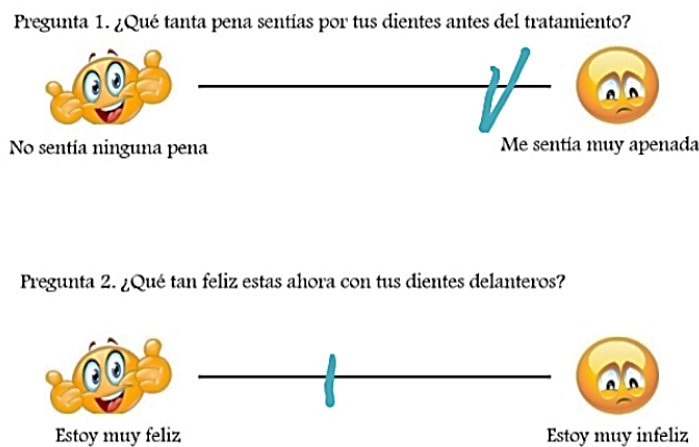 Pregunta 1. ¿Qué tanta pena sentías por tus dientes antes del tratamiento?
No sentía ninguna pena
Me sentía muy apenada
Pregunta 2. ¿Qué tan feliz estas ahora con tus dientes delanteros?
Estoy muy feliz
Estoy muy infeliz